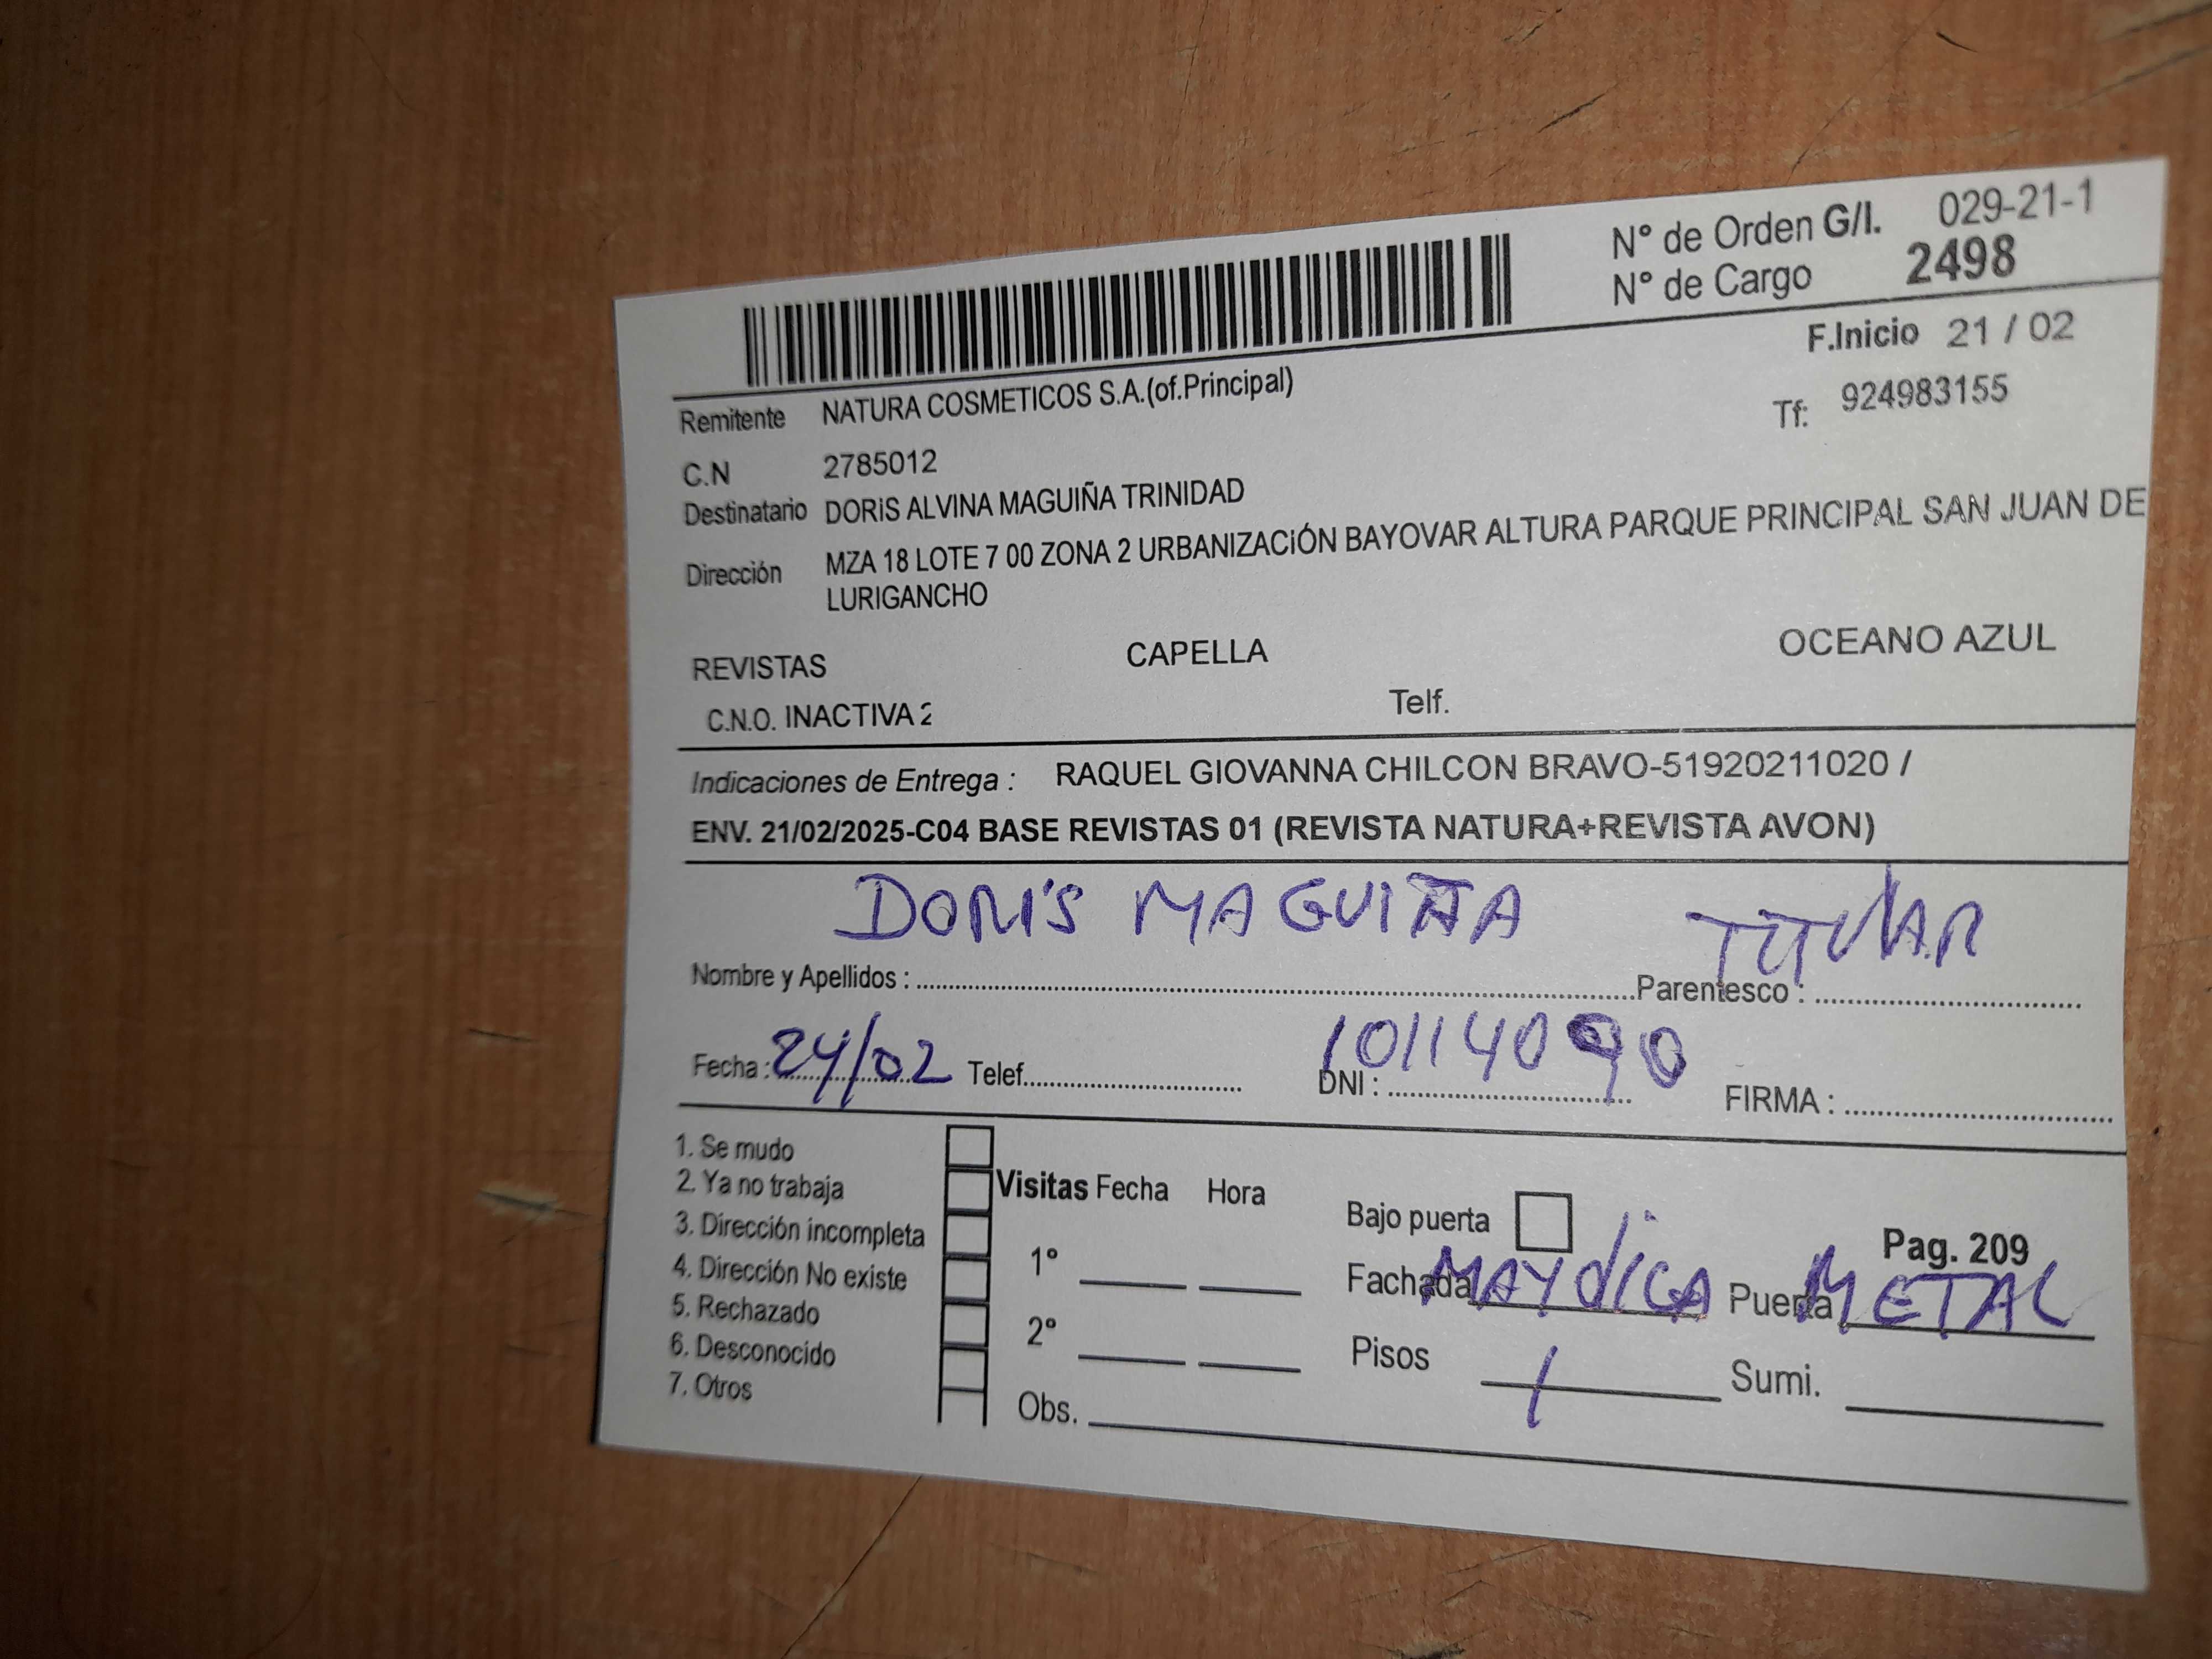 N° de Orden G/I. 029-21-1
N° de Cargo 2498
F.Inicio 21 / 02
Remitente NATURA COSMETICOS S.A.(of.Principal)
Tf: 924983155
C.N 2785012
Destinatario DORIS ALVINA MAGUIÑA TRINIDAD
Dirección MZA 18 LOTE 7 00 ZONA 2 URBANIZACIÓN BAYOVAR ALTURA PARQUE PRINCIPAL SAN JUAN DE
LURIGANCHO
REVISTAS CAPELLA OCEANO AZUL
C.N.O. INACTIVA 2 Telf.
Indicaciones de Entrega : RAQUEL GIOVANNA CHILCON BRAVO-51920211020 /
ENV. 21/02/2025-C04 BASE REVISTAS 01 (REVISTA NATURA+REVISTA AVON)
DORIS MAGUIÑA TITULAR
Nombre y Apellidos : Parentesco :
Fecha : 24/02 Telef. DNI : 10114090 FIRMA :
1. Se mudo
2. Ya no trabaja Visitas Fecha Hora Bajo puerta
3. Dirección incompleta Pag. 209
4. Dirección No existe 1° Fachada MAYOLICA Puerta METAL
5. Rechazado
6. Desconocido 2° Pisos 1 Sumi.
7. Otros Obs.